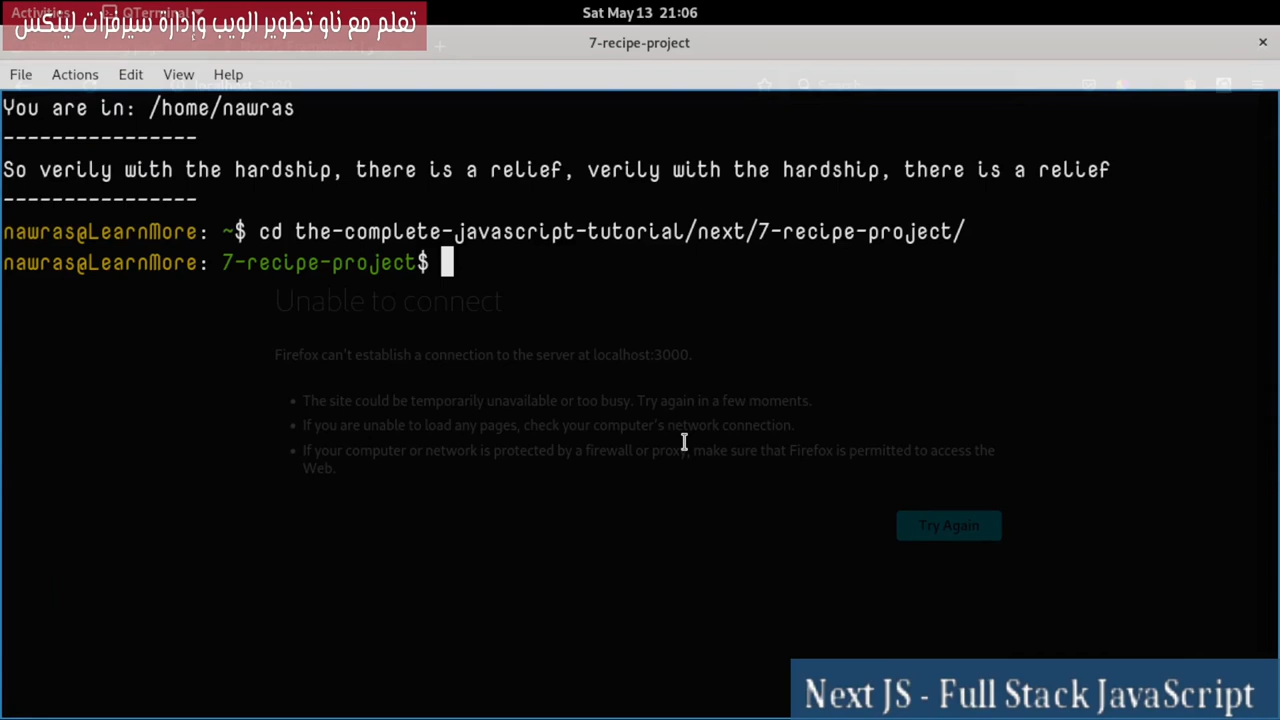 Activities
QTerminal
Sat May 13 21:06
تعلم مع ناو تطوير الويب وإدارة سيرفرات لينكس
7-recipe-project
localhost:3000
Search
File Actions Edit View Help
You are in: /home/nawras
----------------
So verily with the hardship, there is a relief, verily with the hardship, there is a relief
----------------
nawras@LearnMore: ~$ cd the-complete-javascript-tutorial/next/7-recipe-project/
nawras@LearnMore: 7-recipe-project$
Unable to connect
Firefox can't establish a connection to the server at localhost:3000.
• The site could be temporarily unavailable or too busy. Try again in a few moments.
• If you are unable to load any pages, check your computer's network connection.
• If your computer or network is protected by a firewall or proxy, make sure that Firefox is permitted to access the
Web.
Try Again
Next JS - Full Stack JavaScript